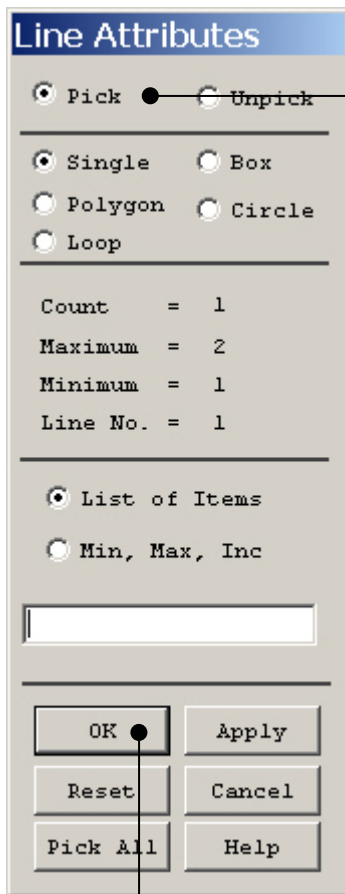 Line Attributes
Pick Unpick
Single Box
Polygon Circle
Loop
Count = 1
Maximum = 2
Minimum = 1
Line No. = 1
List of Items
Min, Max, Inc
OK Apply
Reset Cancel
Pick All Help